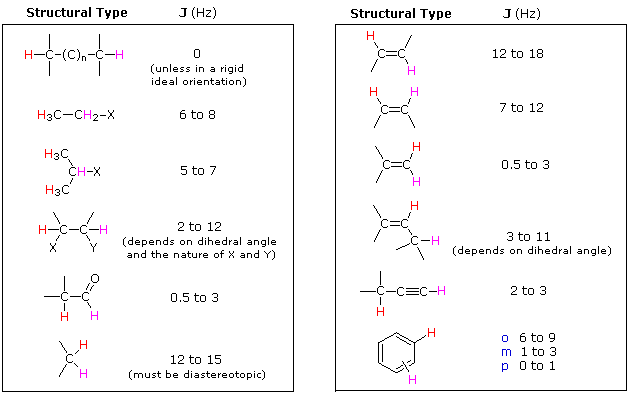 Structural Type J (Hz)
H–C–(C)n–C–H
0
(unless in a rigid
ideal orientation)
H3C–CH2–X
6 to 8
H3C
CH–X
H3C
5 to 7
H–C–C–H
X Y
2 to 12
(depends on dihedral angle
and the nature of X and Y)
O
C–C
H H
0.5 to 3
H
C
H
12 to 15
(must be diastereotopic)
Structural Type J (Hz)
H
C=C
H
12 to 18
H H
C=C
7 to 12
H
C=C
H
0.5 to 3
H
C=C
C–H
3 to 11
(depends on dihedral angle)
C–C≡C–H
H
2 to 3
H
H
o 6 to 9
m 1 to 3
p 0 to 1